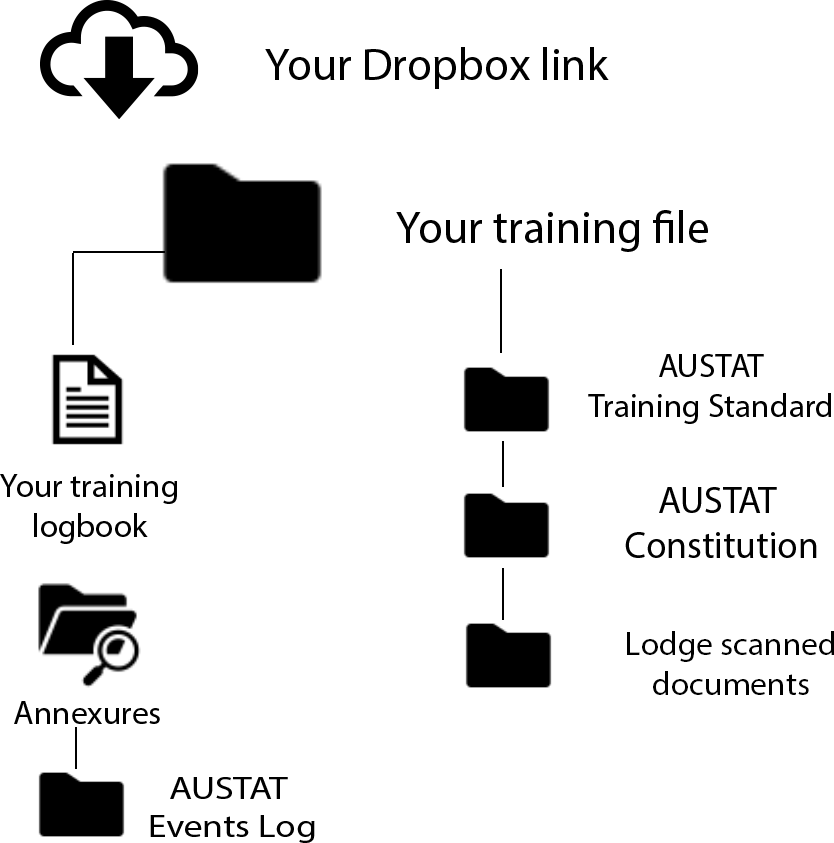 Your Dropbox link
Your training file
Your training
logbook
Annexures
AUSTAT
Events Log
AUSTAT
Training Standard
AUSTAT
Constitution
Lodge scanned
documents